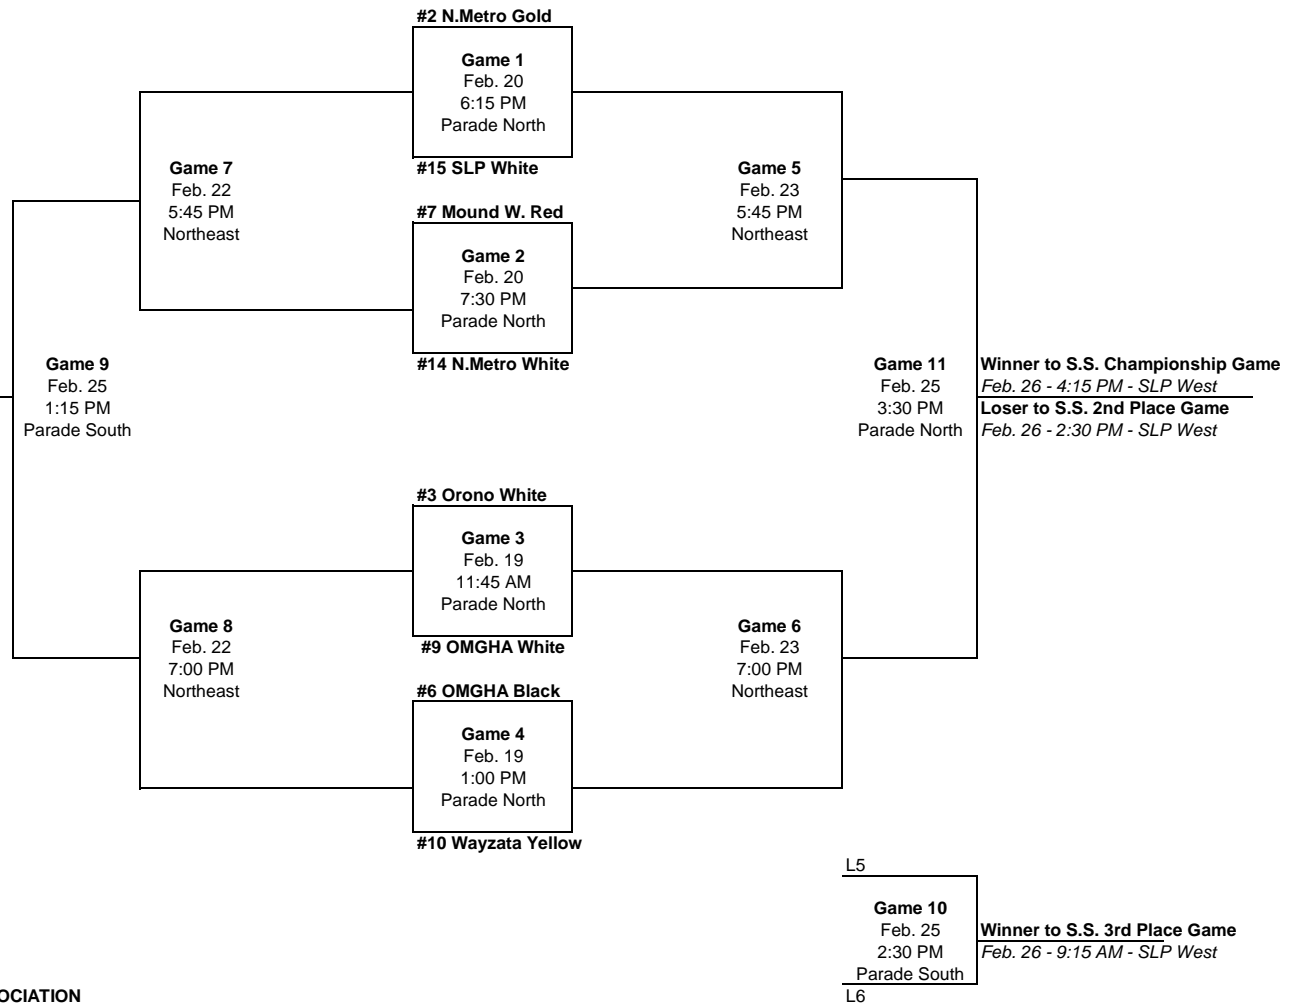 #2 N.Metro Gold
Game 1
Feb. 20
6:15 PM
Parade North
#15 SLP White
Game 7
Feb. 22
5:45 PM
Northeast
Game 5
Feb. 23
5:45 PM
Northeast
#7 Mound W. Red
Game 2
Feb. 20
7:30 PM
Parade North
#14 N.Metro White
Game 9
Feb. 25
1:15 PM
Parade South
Game 11
Feb. 25
3:30 PM
Parade North
Winner to S.S. Championship Game
Feb. 26 - 4:15 PM - SLP West
Loser to S.S. 2nd Place Game
Feb. 26 - 2:30 PM - SLP West
#3 Orono White
Game 3
Feb. 19
11:45 AM
Parade North
#9 OMGHA White
Game 8
Feb. 22
7:00 PM
Northeast
Game 6
Feb. 23
7:00 PM
Northeast
#6 OMGHA Black
Game 4
Feb. 19
1:00 PM
Parade North
#10 Wayzata Yellow
L5
Game 10
Feb. 25
2:30 PM
Parade South
L6
Winner to S.S. 3rd Place Game
Feb. 26 - 9:15 AM - SLP West
OCIATION